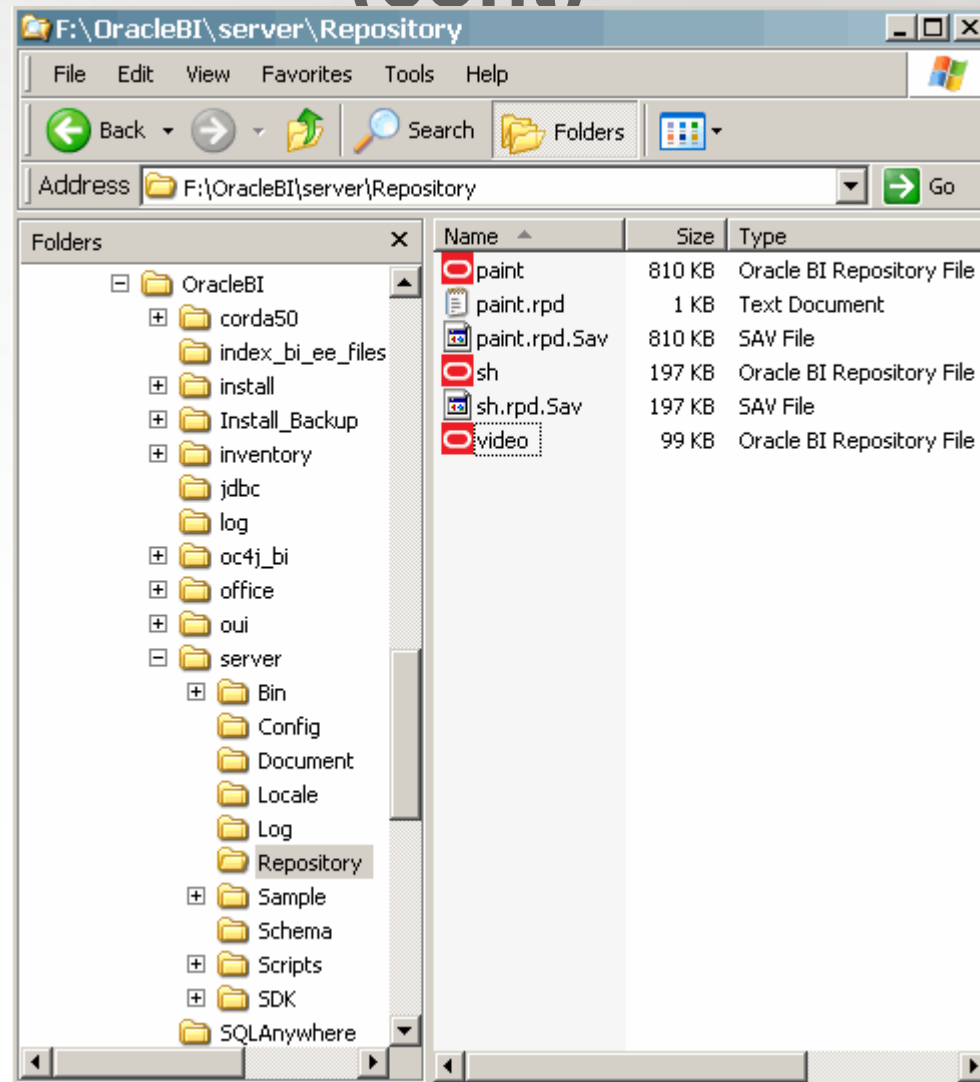 (cont)
F:\OracleBI\server\Repository
File Edit View Favorites Tools Help
Back Search Folders
Address F:\OracleBI\server\Repository Go
Folders
OracleBI
corda50
index_bi_ee_files
install
Install_Backup
inventory
jdbc
log
oc4j_bi
office
oui
server
Bin
Config
Document
Locale
Log
Repository
Sample
Schema
Scripts
SDK
SQLAnywhere
Name Size Type
paint 810 KB Oracle BI Repository File
paint.rpd 1 KB Text Document
paint.rpd.Sav 810 KB SAV File
sh 197 KB Oracle BI Repository File
sh.rpd.Sav 197 KB SAV File
video 99 KB Oracle BI Repository File